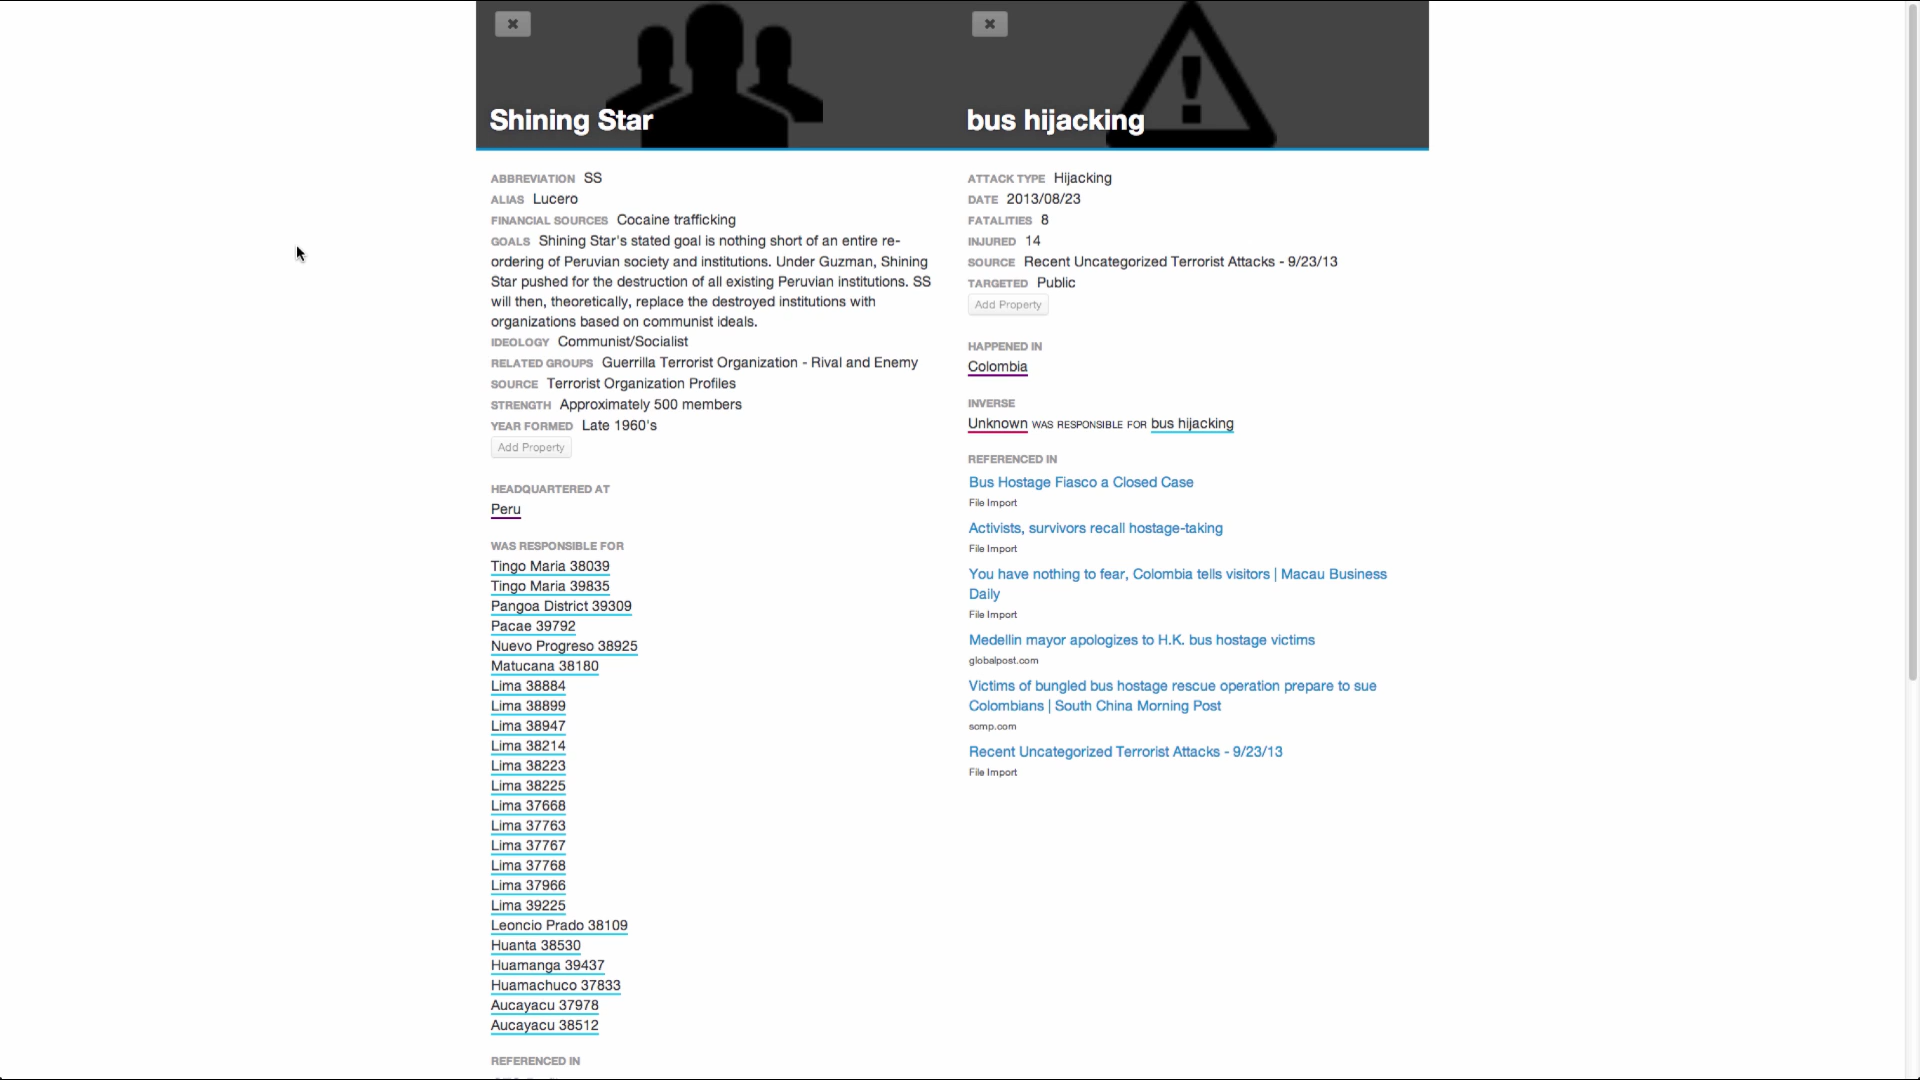 Shining Star
ABBREVIATION SS
ALIAS Lucero
FINANCIAL SOURCES Cocaine trafficking
GOALS Shining Star's stated goal is nothing short of an entire re-
ordering of Peruvian society and institutions. Under Guzman, Shining
Star pushed for the destruction of all existing Peruvian institutions. SS
will then, theoretically, replace the destroyed institutions with
organizations based on communist ideals.
IDEOLOGY Communist/Socialist
RELATED GROUPS Guerrilla Terrorist Organization - Rival and Enemy
SOURCE Terrorist Organization Profiles
STRENGTH Approximately 500 members
YEAR FORMED Late 1960's
Add Property
HEADQUARTERED AT
Peru
WAS RESPONSIBLE FOR
Tingo Maria 38039
Tingo Maria 39835
Pangoa District 39309
Pacae 39792
Nuevo Progreso 38925
Matucana 38180
Lima 38884
Lima 38899
Lima 38947
Lima 38214
Lima 38223
Lima 38225
Lima 37668
Lima 37763
Lima 37767
Lima 37768
Lima 37966
Lima 39225
Leoncio Prado 38109
Huanta 38530
Huamanga 39437
Huamachuco 37833
Aucayacu 37978
Aucayacu 38512
REFERENCED IN
bus hijacking
ATTACK TYPE Hijacking
DATE 2013/08/23
FATALITIES 8
INJURED 14
SOURCE Recent Uncategorized Terrorist Attacks - 9/23/13
TARGETED Public
Add Property
HAPPENED IN
Colombia
INVERSE
Unknown WAS RESPONSIBLE FOR bus hijacking
REFERENCED IN
Bus Hostage Fiasco a Closed Case
File Import
Activists, survivors recall hostage-taking
File Import
You have nothing to fear, Colombia tells visitors | Macau Business
Daily
File Import
Medellin mayor apologizes to H.K. bus hostage victims
globalpost.com
Victims of bungled bus hostage rescue operation prepare to sue
Colombians | South China Morning Post
scmp.com
Recent Uncategorized Terrorist Attacks - 9/23/13
File Import